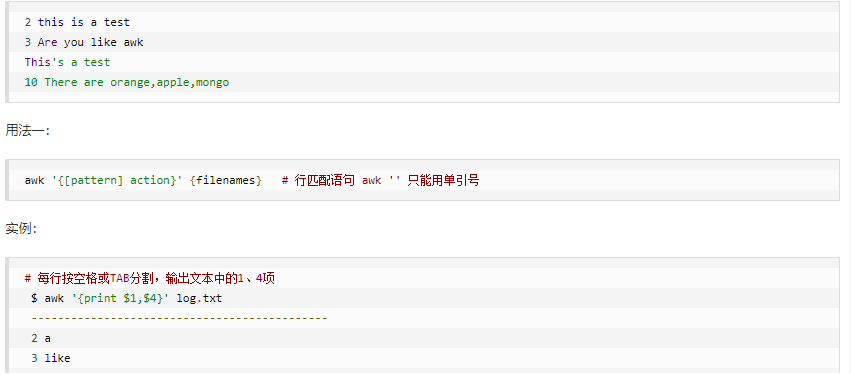 2 this is a test
3 Are you like awk
This's a test
10 There are orange,apple,mongo
用法一:
awk '{[pattern] action}' {filenames} # 行匹配语句 awk '' 只能用单引号
实例:
# 每行按空格或TAB分割，输出文本中的1、4项
$ awk '{print $1,$4}' log.txt
---------------------------------------------
2 a
3 like